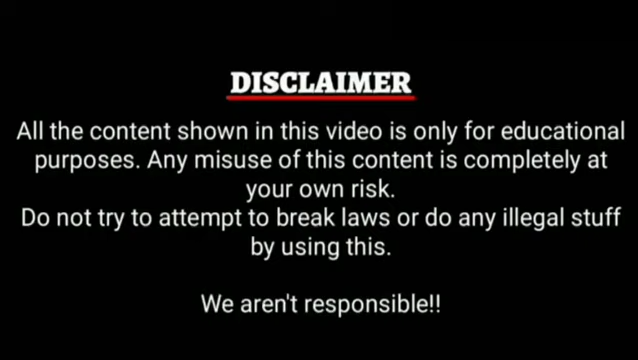 DISCLAIMER
All the content shown in this video is only for educational
purposes. Any misuse of this content is completely at
your own risk.
Do not try to attempt to break laws or do any illegal stuff
by using this.
We aren't responsible!!